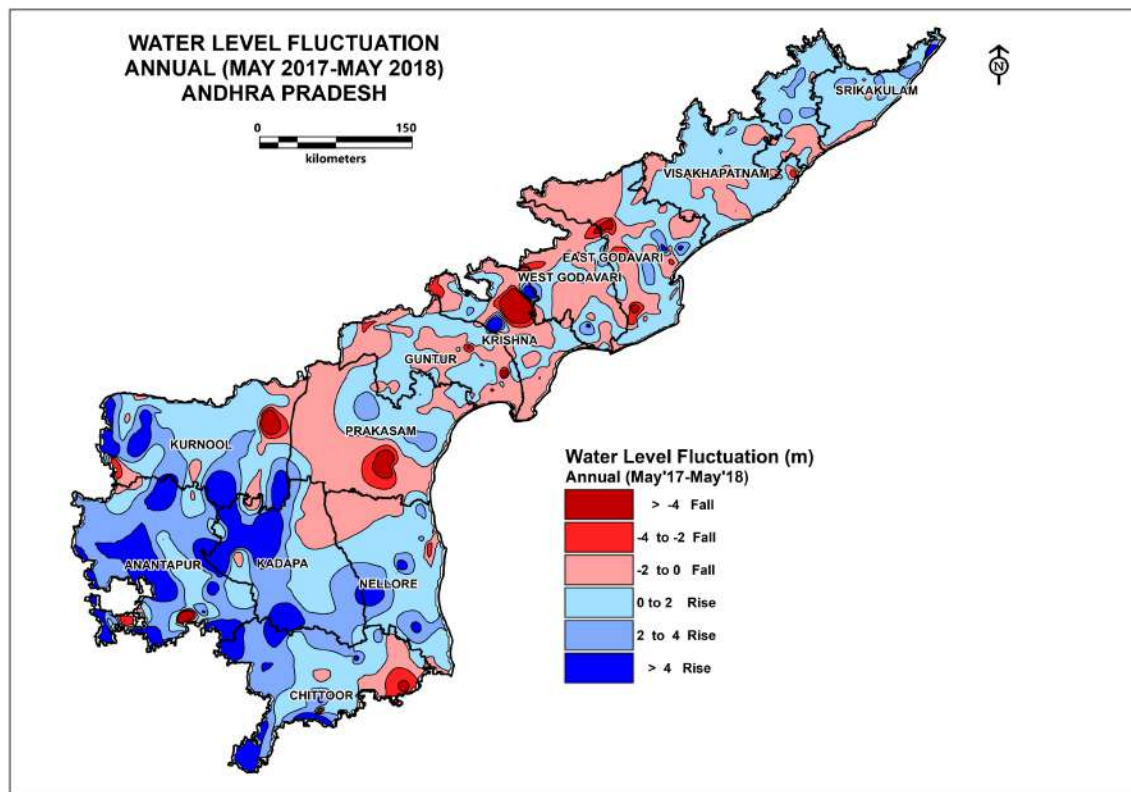 WATER LEVEL FLUCTUATION
ANNUAL (MAY 2017-MAY 2018)
ANDHRA PRADESH
0 150
kilometers
N
SRIKAKULAM
VISAKHAPATNAM
EAST GODAVARI
WEST GODAVARI
KRISHNA
GUNTUR
PRAKASAM
KURNOOL
ANANTAPUR
KADAPA
NELLORE
CHITTOOR
Water Level Fluctuation (m)
Annual (May'17-May'18)
> -4 Fall
-4 to -2 Fall
-2 to 0 Fall
0 to 2 Rise
2 to 4 Rise
> 4 Rise